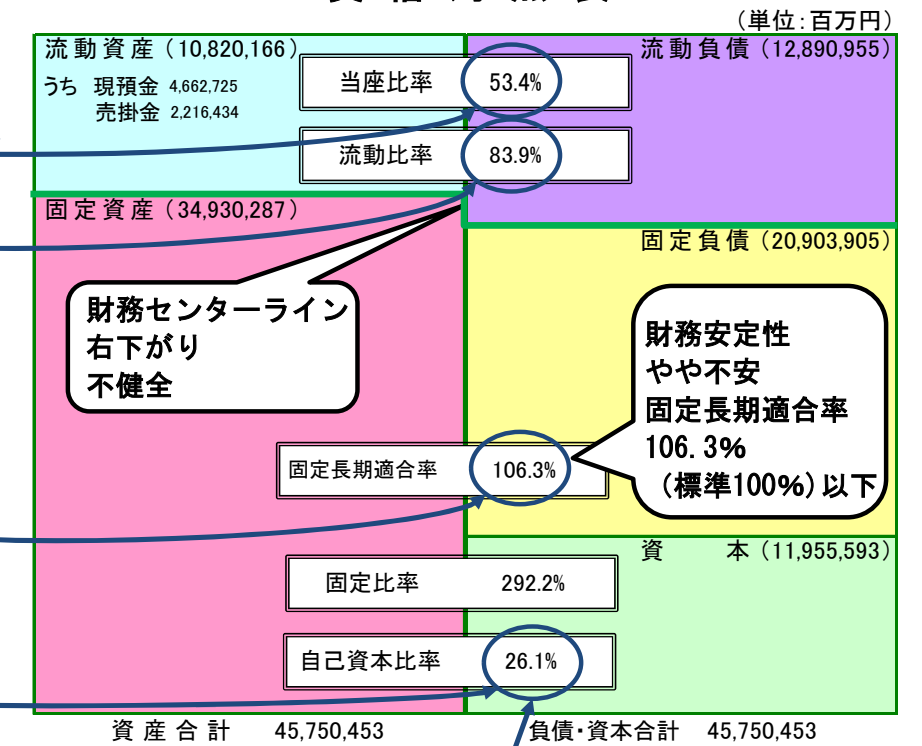 （単位：百万円）
流動資産（10,820,166）
うち 現預金 4,662,725
売掛金 2,216,434
流動負債（12,890,955）
当座比率 53.4%
流動比率 83.9%
固定資産（34,930,287）
固定負債（20,903,905）
財務センターライン
右下がり
不健全
財務安定性
やや不安
固定長期適合率
106.3%
（標準100%）以下
固定長期適合率 106.3%
資 本（11,955,593）
固定比率 292.2%
自己資本比率 26.1%
資産合計 45,750,453
負債・資本合計 45,750,453